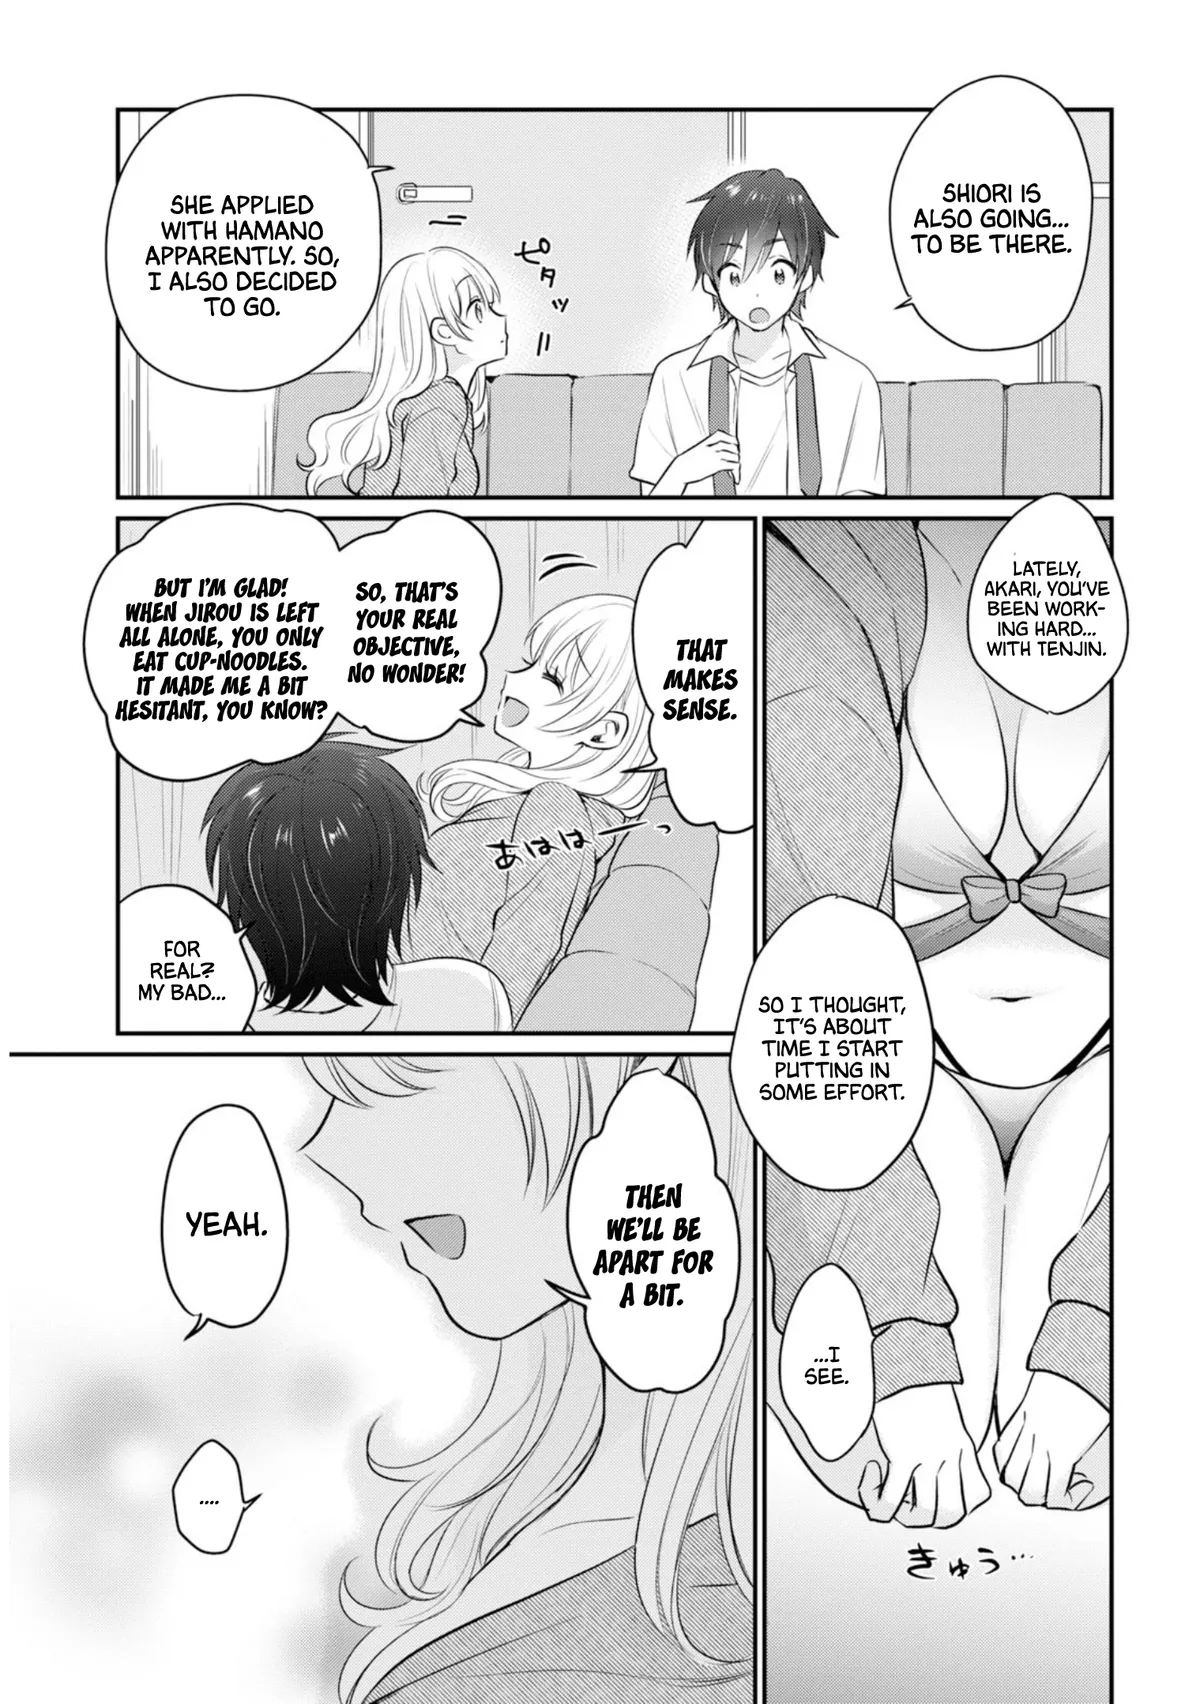 SHIORI IS
ALSO GOING...
TO BE THERE.
SHE APPLIED
WITH HAMANO
APPARENTLY. SO,
I ALSO DECIDED
TO GO.
ピタッ
LATELY,
AKARI, YOU'VE
BEEN WORK-
ING HARD...
WITH TENJIN.
SO I THOUGHT,
IT'S ABOUT
TIME I START
PUTTING IN
SOME EFFORT.
...I
SEE.
きゅう…
THAT
MAKES
SENSE.
SO, THAT'S
YOUR REAL
OBJECTIVE,
NO WONDER!
BUT I'M GLAD!
WHEN JIROU IS LEFT
ALL ALONE, YOU ONLY
EAT CUP-NOODLES.
IT MADE ME A BIT
HESITANT, YOU KNOW?
あははーっ
FOR
REAL?
MY BAD...
THEN
WE'LL BE
APART FOR
A BIT.
YEAH.
....